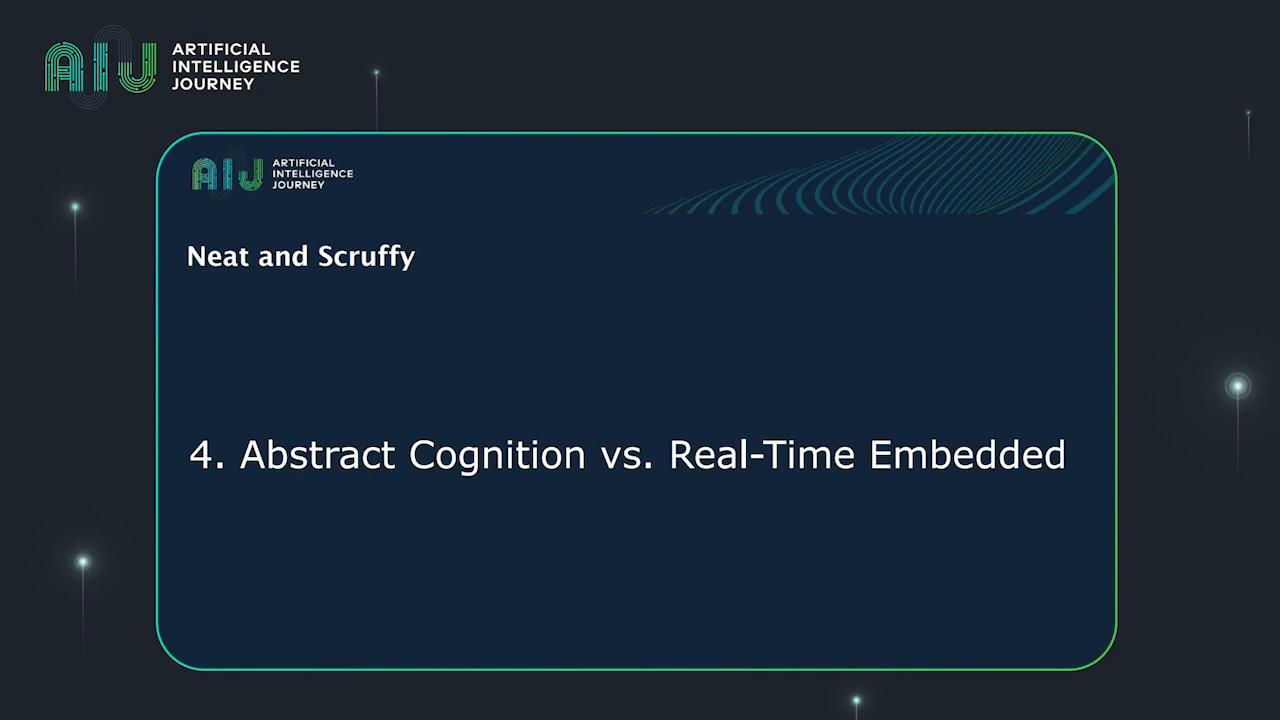 AIJ
ARTIFICIAL
INTELLIGENCE
JOURNEY
AIJ
ARTIFICIAL
INTELLIGENCE
JOURNEY
Neat and Scruffy
4. Abstract Cognition vs. Real-Time Embedded